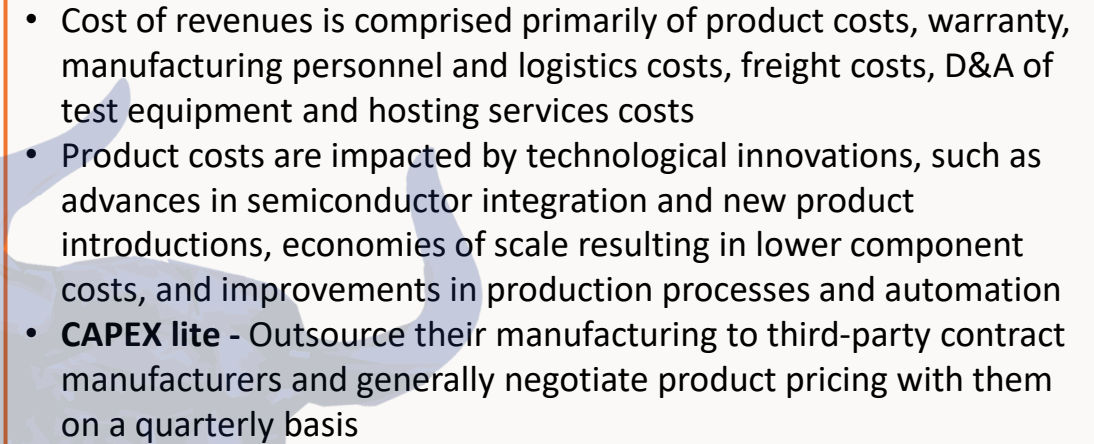 • Cost of revenues is comprised primarily of product costs, warranty,
manufacturing personnel and logistics costs, freight costs, D&A of
test equipment and hosting services costs
• Product costs are impacted by technological innovations, such as
advances in semiconductor integration and new product
introductions, economies of scale resulting in lower component
costs, and improvements in production processes and automation
• CAPEX lite - Outsource their manufacturing to third-party contract
manufacturers and generally negotiate product pricing with them
on a quarterly basis